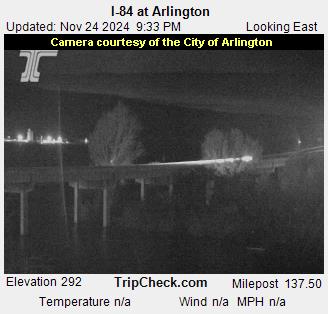 I-84 at Arlington
Updated: Nov 24 2024 9:33 PM Looking East
Camera courtesy of the City of Arlington
Elevation 292 TripCheck.com Milepost 137.50
Temperature n/a Wind n/a MPH n/a